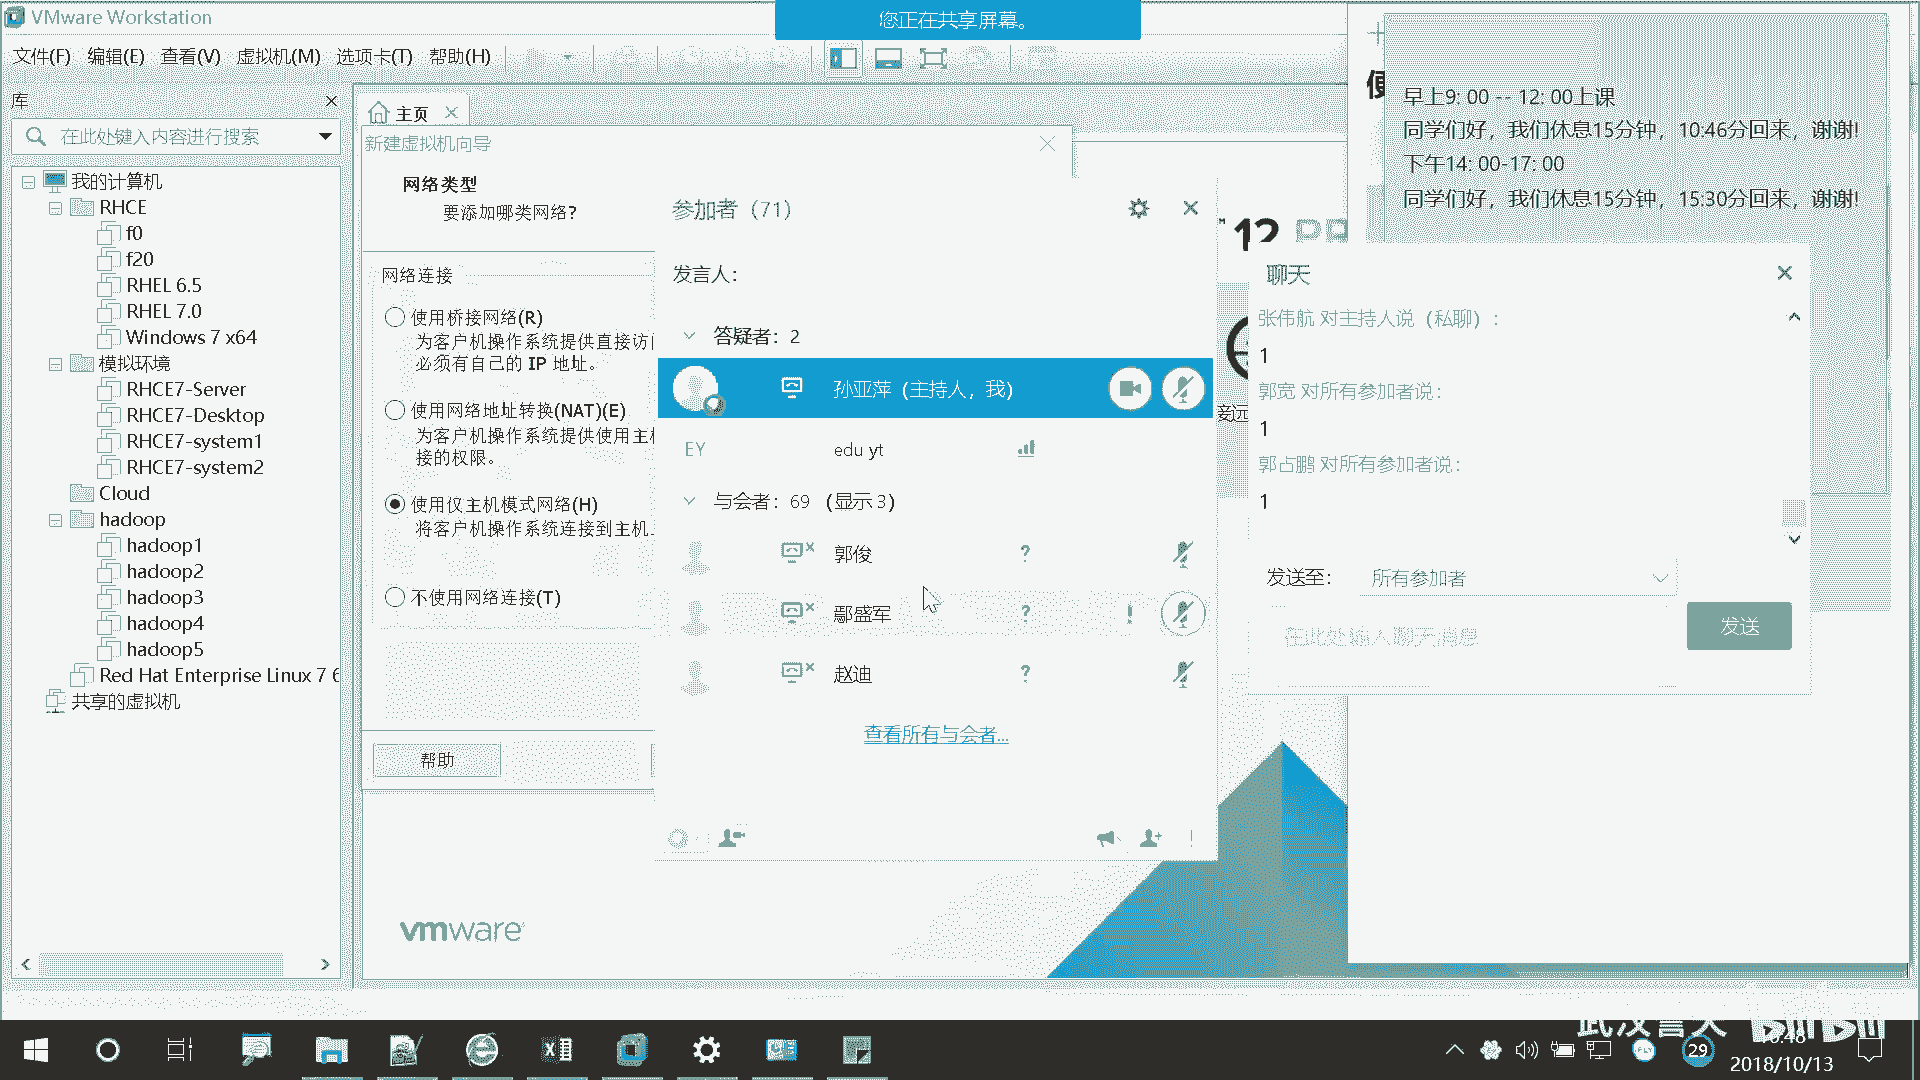 VMware Workstation
您正在共享屏幕。
文件(F) 编辑(E) 查看(V) 虚拟机(M) 选项卡(T) 帮助(H)
库
在此处键入内容进行搜索
我的计算机
RHCE
f0
f20
RHEL 6.5
RHEL 7.0
Windows 7 x64
模拟环境
RHCE7-Server
RHCE7-Desktop
RHCE7-system1
RHCE7-system2
Cloud
hadoop
hadoop1
hadoop2
hadoop3
hadoop4
hadoop5
Red Hat Enterprise Linux 7 6
共享的虚拟机
主页
新建虚拟机向导
网络类型
要添加哪类网络?
网络连接
使用桥接网络(R)
为客户机操作系统提供直接访
必须有自己的 IP 地址。
使用网络地址转换(NAT)(E)
为客户机操作系统提供使用主
接的权限。
使用仅主机模式网络(H)
将客户机操作系统连接到主机
不使用网络连接(T)
帮助
vmware
参加者（71）
发言人：
答疑者：2
孙亚萍（主持人，我）
EY edu yt
与会者：69 （显示 3）
郭俊
鄢盛军
赵迪
查看所有与会者...
12
早上9: 00 -- 12: 00上课
同学们好，我们休息15分钟，10:46分回来，谢谢!
下午14: 00-17: 00
同学们好，我们休息15分钟，15:30分回来，谢谢!
聊天
张伟航 对主持人说（私聊）:
1
郭宽 对所有参加者说:
1
郭占鹏 对所有参加者说:
1
发送至： 所有参加者
在此处输入聊天消息
发送
29
2018/10/13